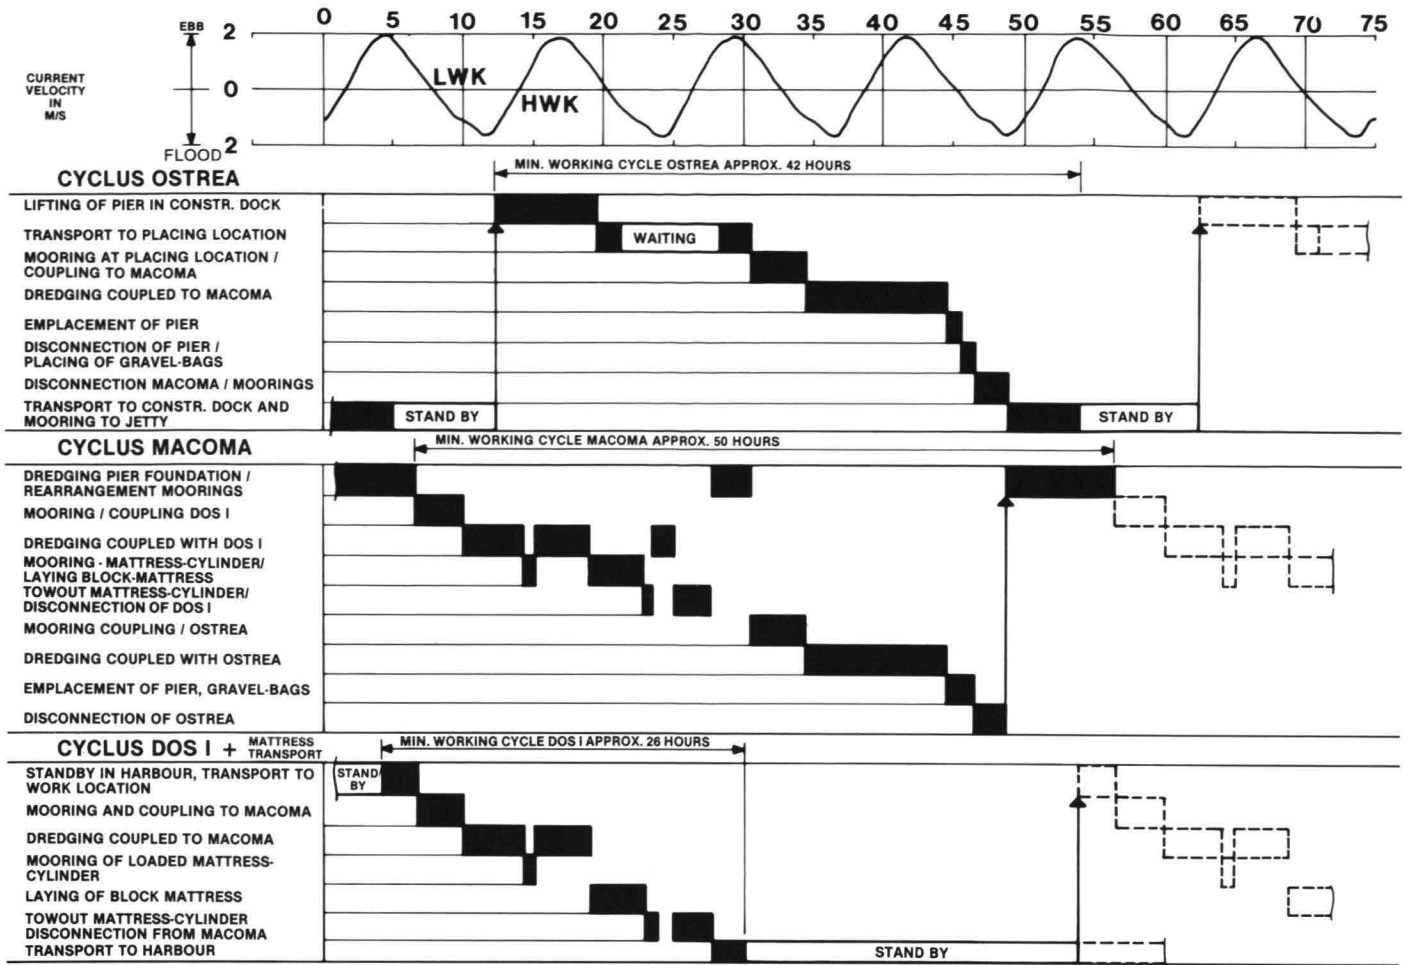 0 5 10 15 20 25 30 35 40 45 50 55 60 65 70 75
EBB 2
CURRENT
VELOCITY
IN
M/S
0
LWK
HWK
FLOOD 2
CYCLUS OSTREA
MIN. WORKING CYCLE OSTREA APPROX. 42 HOURS
LIFTING OF PIER IN CONSTR. DOCK
TRANSPORT TO PLACING LOCATION
WAITING
MOORING AT PLACING LOCATION /
COUPLING TO MACOMA
DREDGING COUPLED TO MACOMA
EMPLACEMENT OF PIER
DISCONNECTION OF PIER /
PLACING OF GRAVEL-BAGS
DISCONNECTION MACOMA / MOORINGS
TRANSPORT TO CONSTR. DOCK AND
MOORING TO JETTY
STAND BY
STAND BY
CYCLUS MACOMA
MIN. WORKING CYCLE MACOMA APPROX. 50 HOURS
DREDGING PIER FOUNDATION /
REARRANGEMENT MOORINGS
MOORING / COUPLING DOS I
DREDGING COUPLED WITH DOS I
MOORING - MATTRESS-CYLINDER/
LAYING BLOCK-MATTRESS
TOWOUT MATTRESS-CYLINDER/
DISCONNECTION OF DOS I
MOORING COUPLING / OSTREA
DREDGING COUPLED WITH OSTREA
EMPLACEMENT OF PIER, GRAVEL-BAGS
DISCONNECTION OF OSTREA
CYCLUS DOS I + MATTRESS
TRANSPORT
MIN. WORKING CYCLE DOS I APPROX. 26 HOURS
STANDBY IN HARBOUR, TRANSPORT TO
WORK LOCATION
STAND/
BY
MOORING AND COUPLING TO MACOMA
DREDGING COUPLED TO MACOMA
MOORING OF LOADED MATTRESS-
CYLINDER
LAYING OF BLOCK MATTRESS
TOWOUT MATTRESS-CYLINDER
DISCONNECTION FROM MACOMA
TRANSPORT TO HARBOUR
STAND BY